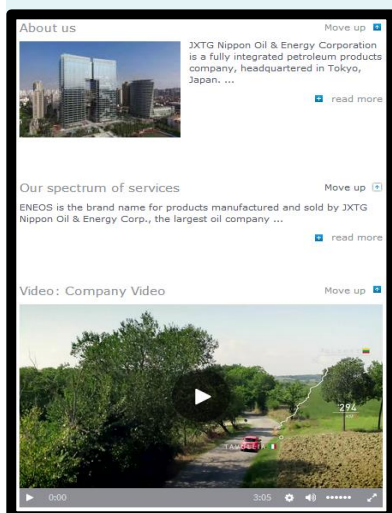 About us
Move up
JXTG Nippon Oil & Energy Corporation
is a fully integrated petroleum products
company, headquartered in Tokyo,
Japan. ...
read more
Our spectrum of services
Move up
ENEOS is the brand name for products manufactured and sold by JXTG
Nippon Oil & Energy Corp., the largest oil company ...
read more
Video: Company Video
Move up
294
TAVOLETA
0:00
3:05